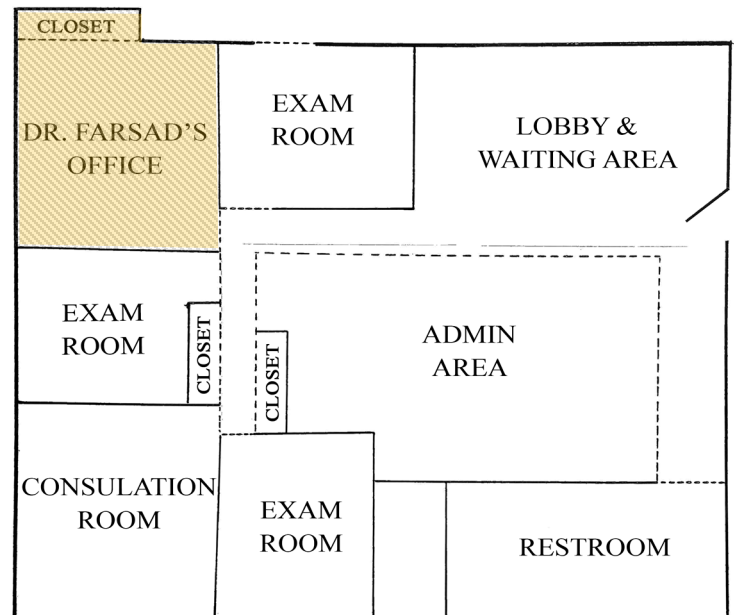 CLOSET
DR. FARSAD'S
OFFICE
EXAM
ROOM
LOBBY &
WAITING AREA
EXAM
ROOM
CLOSET
CLOSET
ADMIN
AREA
CONSULATION
ROOM
EXAM
ROOM
RESTROOM